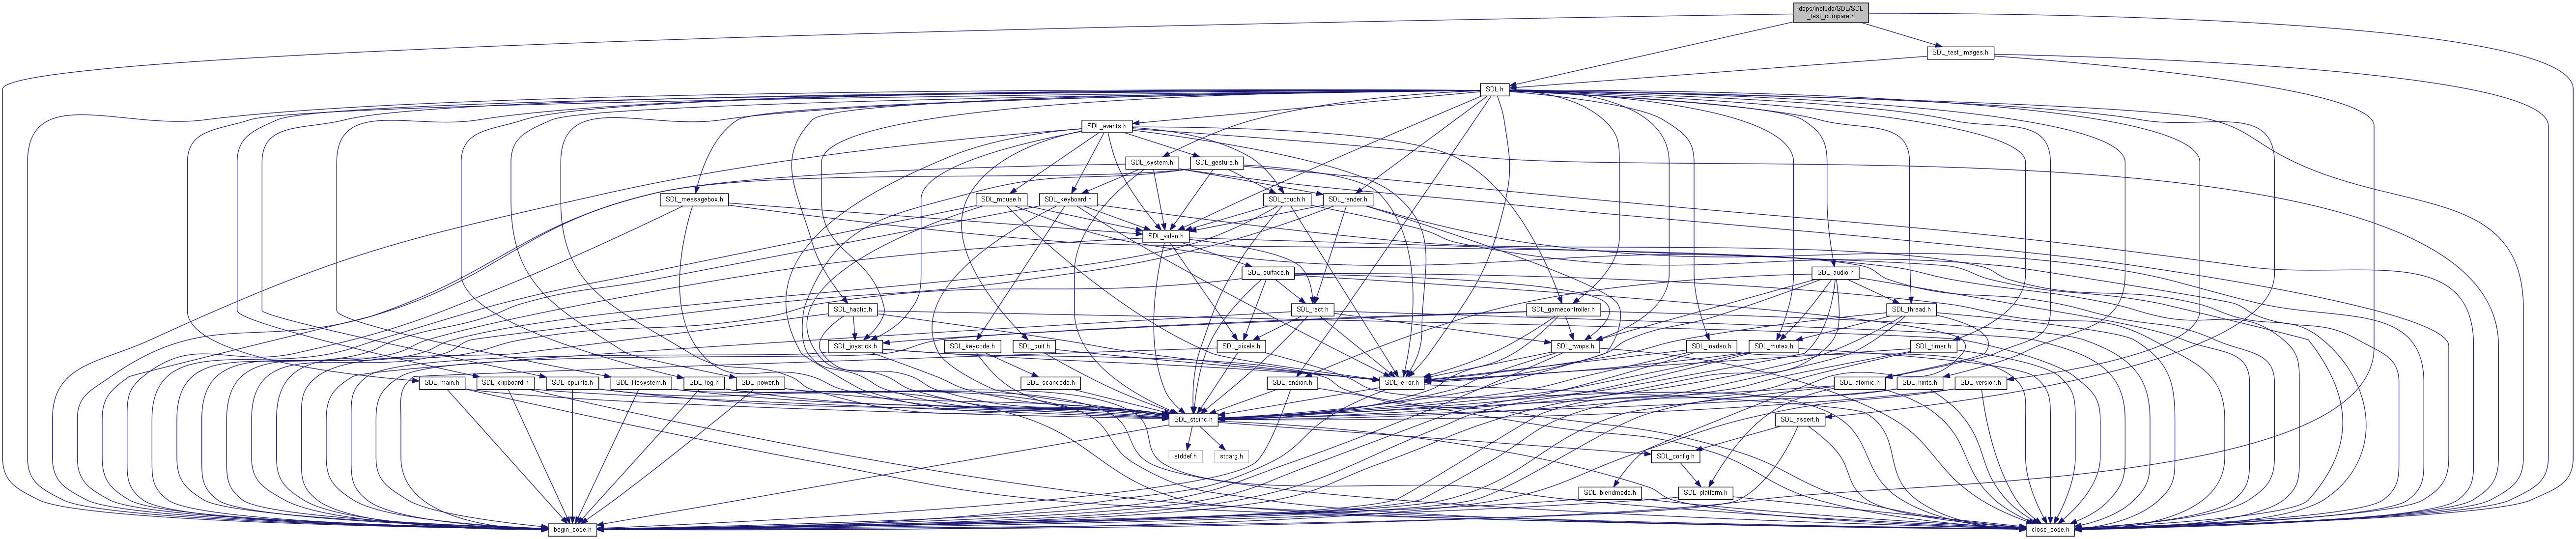 deps/include/SDL/SDL
_test_compare.h
SDL_test_images.h
SDL.h
SDL_events.h
SDL_system.h
SDL_gesture.h
SDL_messagebox.h
SDL_mouse.h
SDL_keyboard.h
SDL_touch.h
SDL_render.h
SDL_video.h
SDL_surface.h
SDL_audio.h
SDL_haptic.h
SDL_rect.h
SDL_gamecontroller.h
SDL_thread.h
SDL_joystick.h
SDL_keycode.h
SDL_quit.h
SDL_pixels.h
SDL_rwops.h
SDL_loadso.h
SDL_mutex.h
SDL_timer.h
SDL_main.h
SDL_clipboard.h
SDL_cpuinfo.h
SDL_filesystem.h
SDL_log.h
SDL_power.h
SDL_scancode.h
SDL_endian.h
SDL_error.h
SDL_atomic.h
SDL_hints.h
SDL_version.h
SDL_stdinc.h
SDL_assert.h
stddef.h
stdarg.h
SDL_config.h
SDL_blendmode.h
SDL_platform.h
begin_code.h
close_code.h